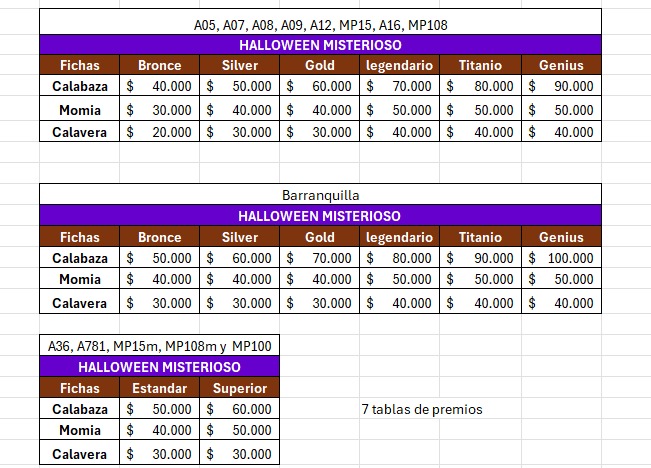 A05, A07, A08, A09, A12, MP15, A16, MP108
HALLOWEEN MISTERIOSO
Fichas Bronce Silver Gold legendario Titanio Genius
Calabaza $ 40.000 $ 50.000 $ 60.000 $ 70.000 $ 80.000 $ 90.000
Momia $ 30.000 $ 40.000 $ 40.000 $ 50.000 $ 50.000 $ 50.000
Calavera $ 20.000 $ 30.000 $ 30.000 $ 40.000 $ 40.000 $ 40.000
Barranquilla
HALLOWEEN MISTERIOSO
Fichas Bronce Silver Gold legendario Titanio Genius
Calabaza $ 50.000 $ 60.000 $ 70.000 $ 80.000 $ 90.000 $ 100.000
Momia $ 40.000 $ 40.000 $ 40.000 $ 50.000 $ 50.000 $ 50.000
Calavera $ 30.000 $ 30.000 $ 30.000 $ 40.000 $ 40.000 $ 40.000
A36, A781, MP15m, MP108m y MP100
HALLOWEEN MISTERIOSO
Fichas Estandar Superior
Calabaza $ 50.000 $ 60.000 7 tablas de premios
Momia $ 40.000 $ 50.000
Calavera $ 30.000 $ 30.000